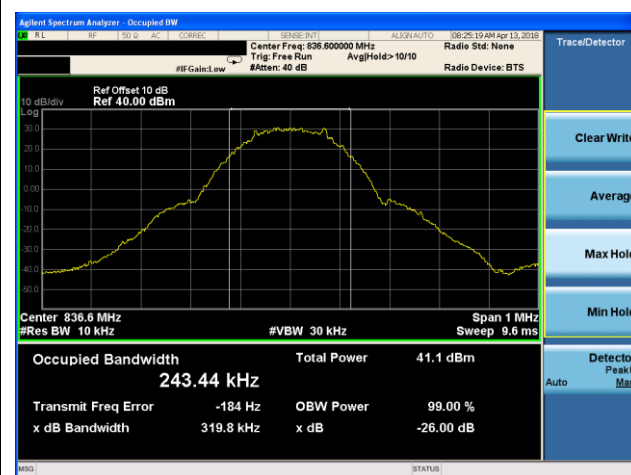 Agilent Spectrum Analyzer - Occupied BW
LXI RL RF 50 Ω AC CORREC SENSE:INT ALIGN AUTO 08:25:19 AM Apr 13, 2018
Center Freq: 836.600000 MHz Radio Std: None
Trig: Free Run Avg|Hold:>10/10
#IFGain:Low #Atten: 40 dB Radio Device: BTS
Trace/Detector
Ref Offset 10 dB
10 dB/div Ref 40.00 dBm
Log
30.0
20.0
10.0
0.00
-10.0
-20.0
-30.0
-40.0
-50.0
Center 836.6 MHz Span 1 MHz
#Res BW 10 kHz #VBW 30 kHz Sweep 9.6 ms
Occupied Bandwidth Total Power 41.1 dBm
243.44 kHz
Transmit Freq Error -184 Hz OBW Power 99.00 %
x dB Bandwidth 319.8 kHz x dB -26.00 dB
Clear Write
Average
Max Hold
Min Hold
Detecto
Peak
Auto Ma
MSG STATUS